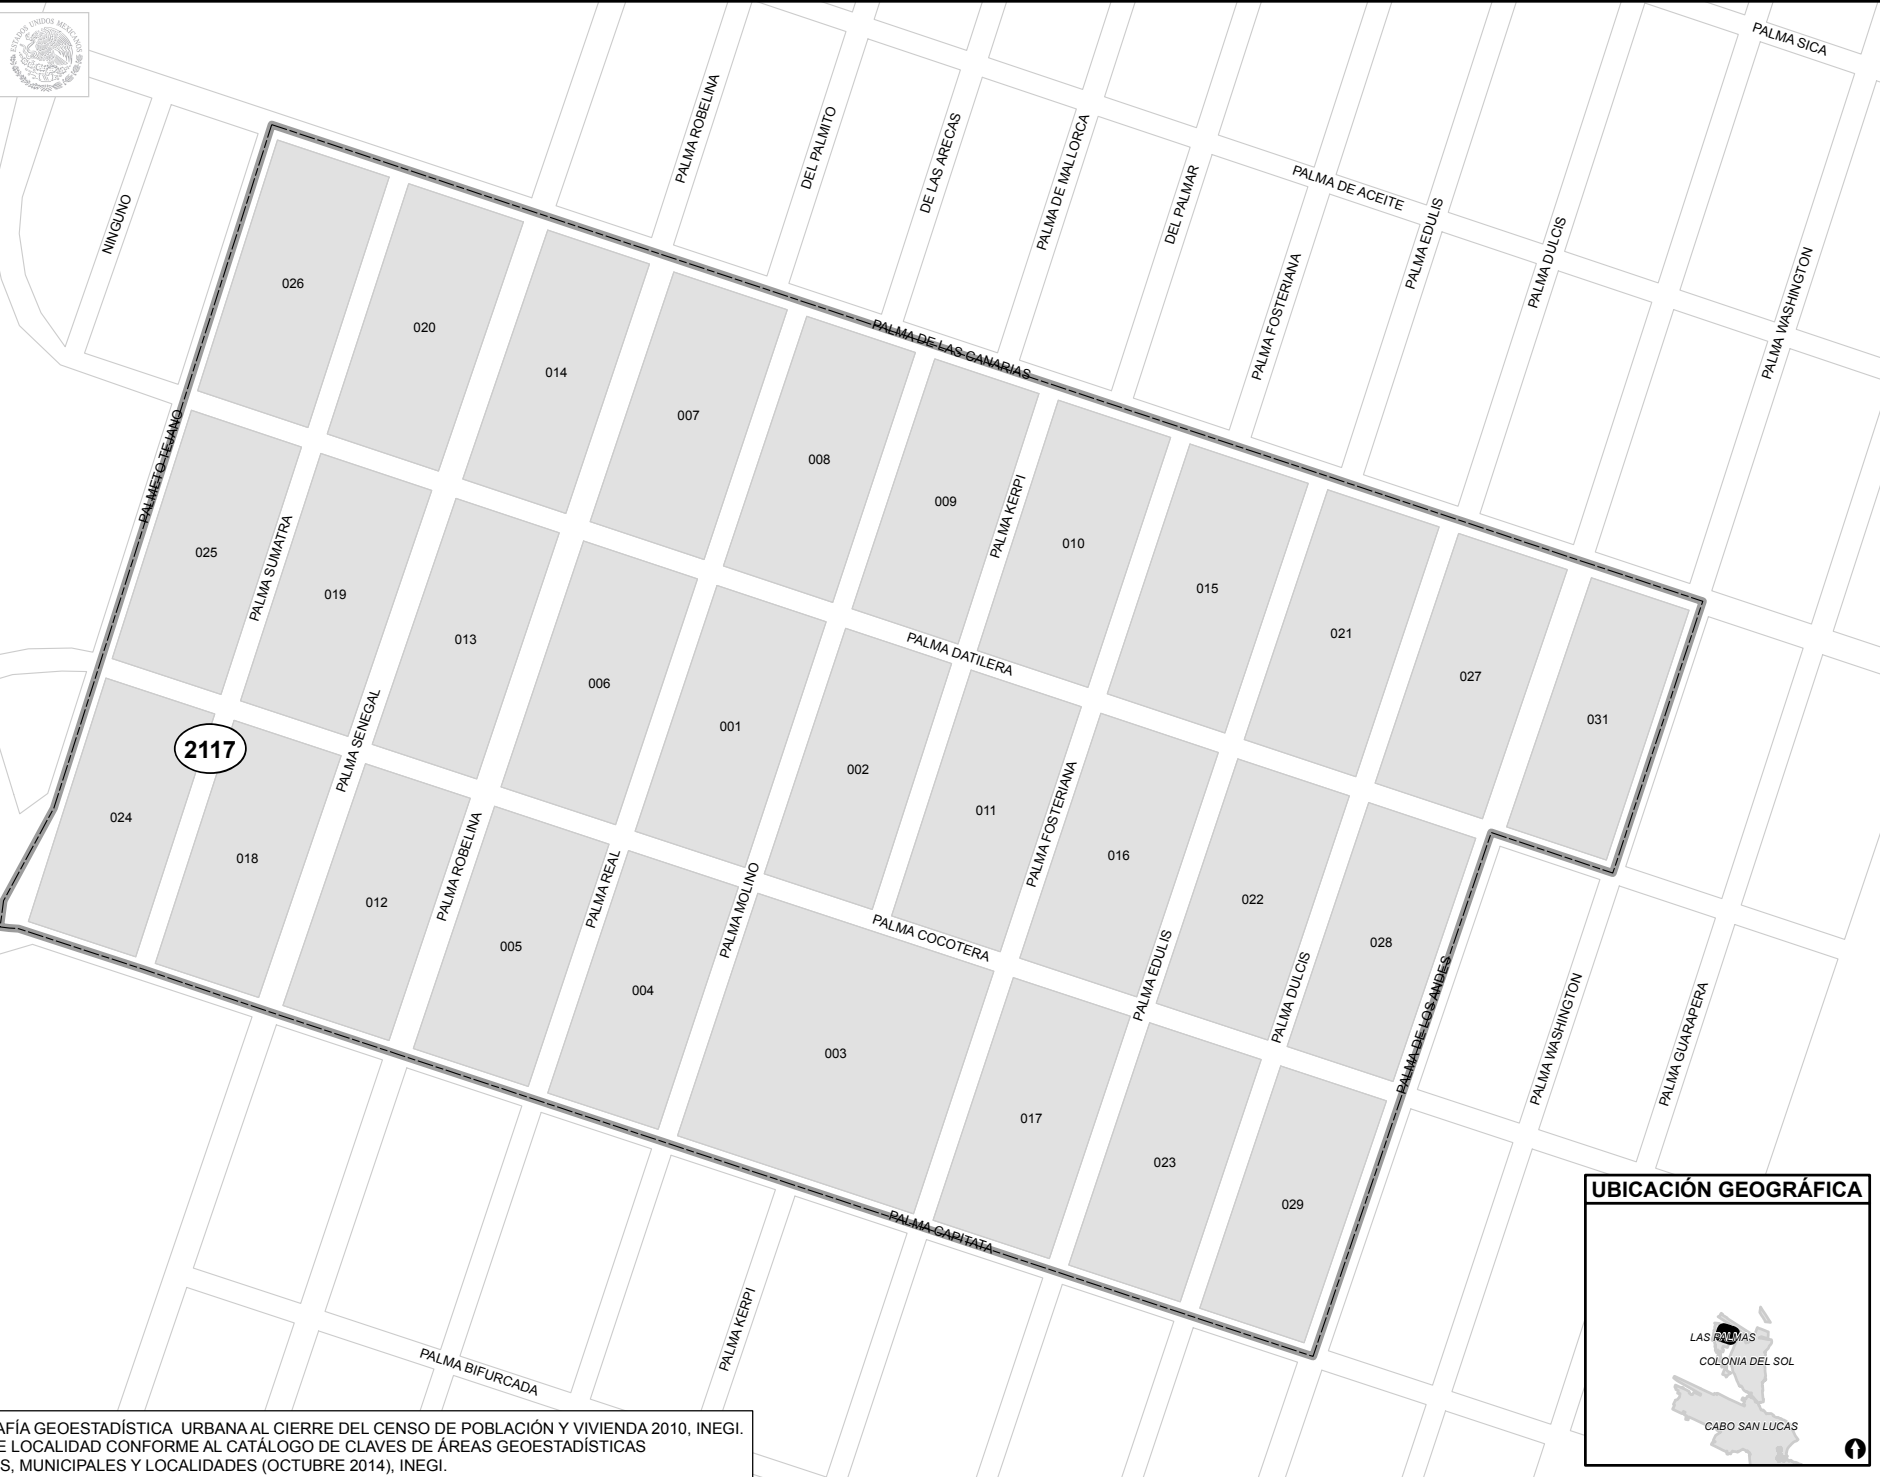 ESTADOS UNIDOS MEXICANOS
PALMA SICA
PALMA ROBELINA
DEL PALMITO
DE LAS ARECAS
PALMA DE MALLORCA
DEL PALMAR
PALMA DE ACEITE
PALMA FOSTERIANA
PALMA EDULIS
PALMA DULCIS
PALMA WASHINGTON
NINGUNO
026
020
014
007
008
009
010
015
021
027
031
PALMA DE LAS CANARIAS
PALMETO TEJANO
PALMA KERPI
025
PALMA SUMATRA
019
013
006
001
002
011
016
022
028
PALMA DATILERA
PALMA SENEGAL
PALMA FOSTERIANA
2117
024
018
012
005
004
003
017
023
029
PALMA ROBELINA
PALMA REAL
PALMA MOLINO
PALMA COCOTERA
PALMA EDULIS
PALMA DULCIS
PALMA DE LOS ANDES
PALMA WASHINGTON
PALMA GUARAPERA
PALMA CAPITATA
PALMA KERPI
PALMA BIFURCADA
UBICACIÓN GEOGRÁFICA
LAS PALMAS
COLONIA DEL SOL
CABO SAN LUCAS
AFÍA GEOESTADÍSTICA URBANA AL CIERRE DEL CENSO DE POBLACIÓN Y VIVIENDA 2010, INEGI.
E LOCALIDAD CONFORME AL CATÁLOGO DE CLAVES DE ÁREAS GEOESTADÍSTICAS
S, MUNICIPALES Y LOCALIDADES (OCTUBRE 2014), INEGI.